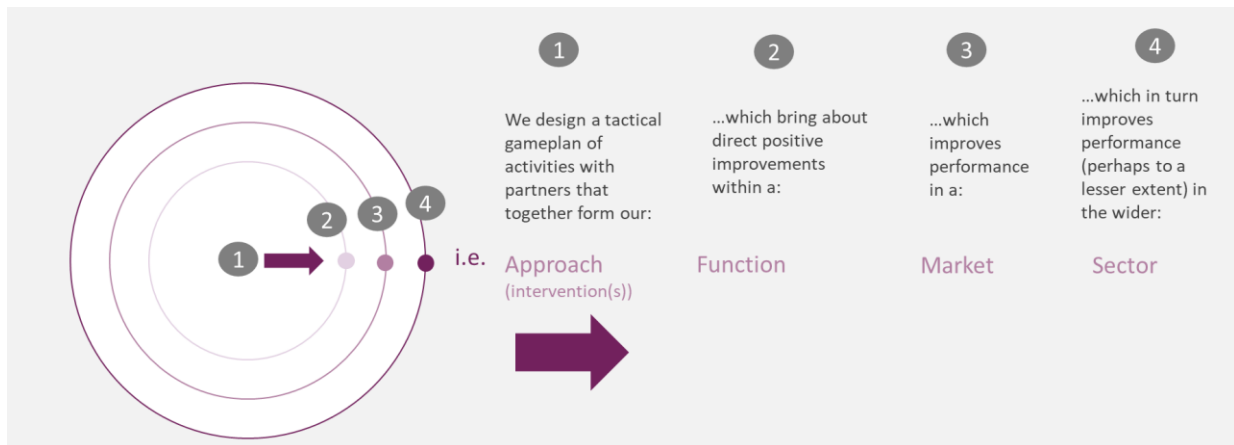 1
2
3
4
1
2
3
4
i.e.
We design a tactical
gameplan of
activities with
partners that
together form our:
Approach
(intervention(s))
…which bring about
direct positive
improvements
within a:
Function
…which
improves
performance
in a:
Market
…which in turn
improves
performance
(perhaps to a
lesser extent) in
the wider:
Sector